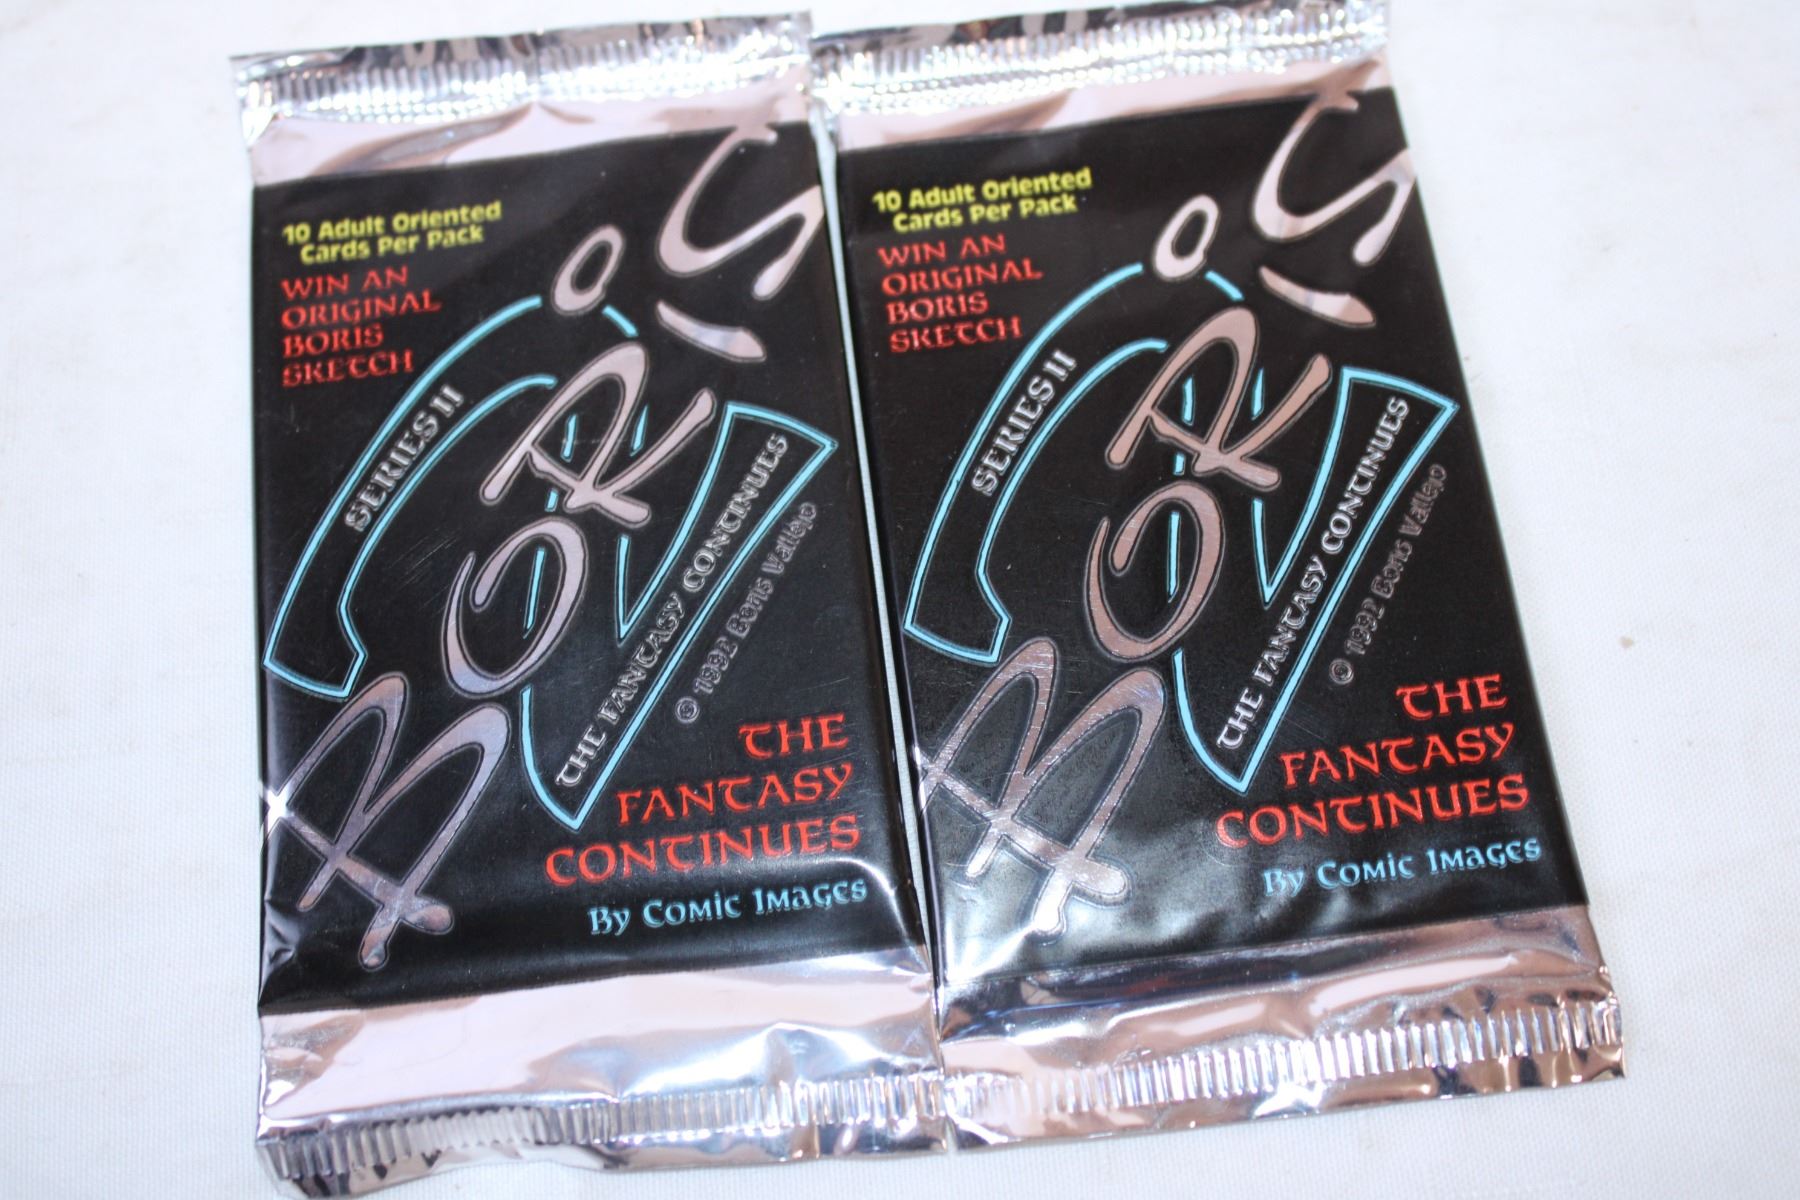 10 Adult Oriented
Cards Per Pack
WIN AN
ORIGINAL
BORIS
SKETCH
SERIES II
BORIS
THE FANTASY CONTINUES
© 1992 Boris Vallejo
THE
FANTASY
CONTINUES
By Comic Images
10 Adult Oriented
Cards Per Pack
WIN AN
ORIGINAL
BORIS
SKETCH
SERIES II
BORIS
THE FANTASY CONTINUES
© 1992 Boris Vallejo
THE
FANTASY
CONTINUES
By Comic Images